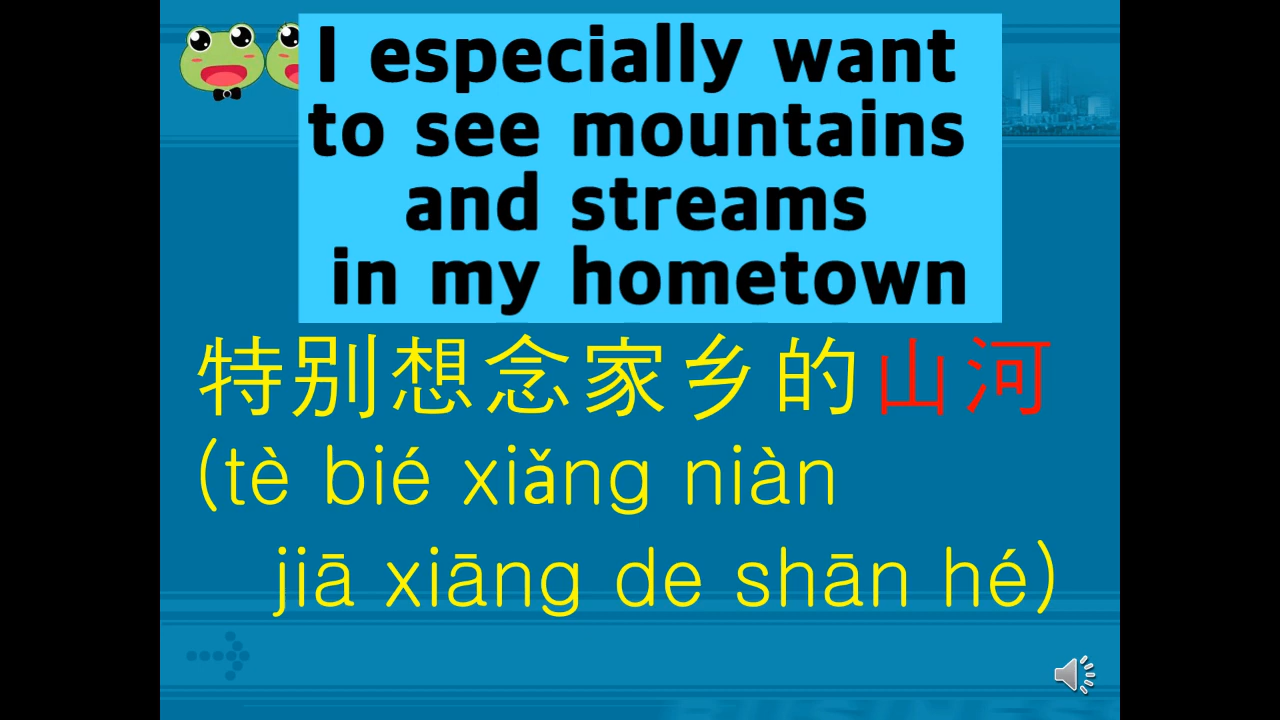 I especially want
to see mountains
and streams
in my hometown
特别想念家乡的山河
(tè bié xiǎng niàn
jiā xiāng de shān hé)